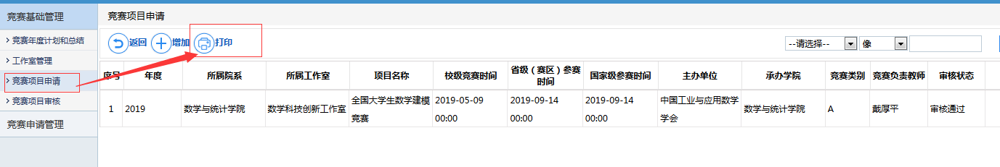 竞赛基础管理
竞赛年度计划和总结
工作室管理
竞赛项目申请
竞赛项目审核
竞赛申请管理
竞赛项目申请
返回 增加 打印
--请选择-- 像
序号 年度 所属院系 所属工作室 项目名称 校级竞赛时间 省级（赛区）参赛 国家级参赛时间 主办单位 承办学院 竞赛类别 竞赛负责教师 审核状态
时间
1 2019 数学与统计学院 数学科技创新工作室 全国大学生数学建模 2019-05-09 2019-09-14 2019-09-14 中国工业与应用数学 数学与统计学院 A 戴厚平 审核通过
竞赛 00:00 00:00 00:00 学会